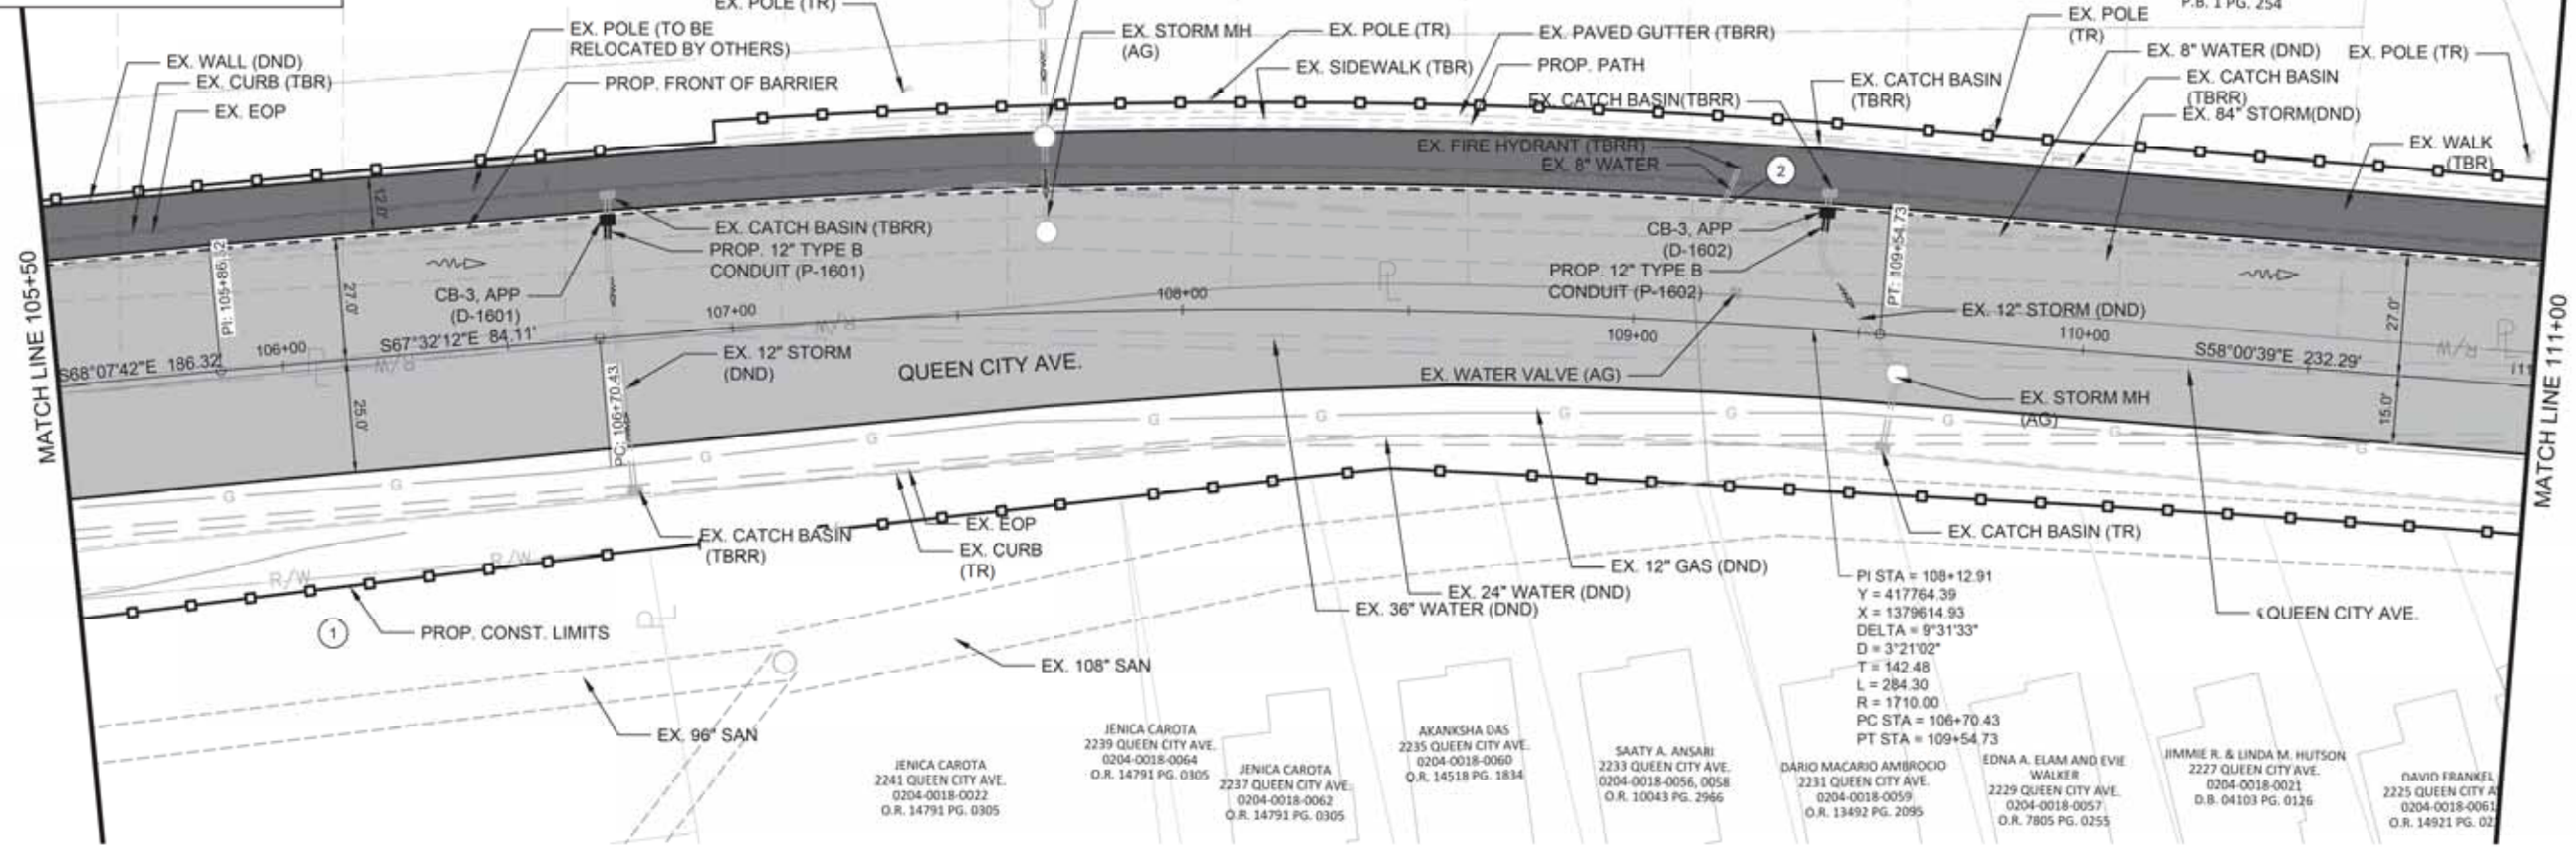 EX. POLE (TR)
P.B. 1 PG. 254
EX. WALL (DND)
EX. CURB (TBR)
EX. EOP
EX. POLE (TO BE
RELOCATED BY OTHERS)
PROP. FRONT OF BARRIER
EX. STORM MH
(AG)
EX. POLE (TR)
EX. SIDEWALK (TBR)
EX. PAVED GUTTER (TBRR)
PROP. PATH
EX. CATCH BASIN(TBRR)
EX. FIRE HYDRANT (TBRR)
EX. 8" WATER
EX. CATCH BASIN
(TBRR)
EX. POLE
(TR)
EX. 8" WATER (DND)
EX. CATCH BASIN
(TBRR)
EX. 84" STORM(DND)
EX. POLE (TR)
EX. WALK
(TBR)
2
MATCH LINE 105+50
12.0'
PI: 105+86.52
27.0'
25.0'
EX. CATCH BASIN (TBRR)
PROP. 12" TYPE B
CONDUIT (P-1601)
CB-3, APP
(D-1601)
S68°07'42"E 186.32'
106+00
S67°32'12"E 84.11'
107+00
108+00
109+00
110+00
S58°00'39"E 232.29'
111
PL
R/W
R/W
PL
R/W
PL
PC: 106+70.43
EX. 12" STORM
(DND)
QUEEN CITY AVE.
CB-3, APP
(D-1602)
PROP. 12" TYPE B
CONDUIT (P-1602)
EX. WATER VALVE (AG)
PT: 109+54.73
EX. 12" STORM (DND)
EX. STORM MH
(AG)
27.0'
15.0'
MATCH LINE 111+00
G
G
G
G
G
G
G
G
G
G
EX. CATCH BASIN
(TBRR)
EX. EOP
EX. CURB
(TR)
R/W
R/W
PL
1
PROP. CONST. LIMITS
EX. 36" WATER (DND)
EX. 24" WATER (DND)
EX. 12" GAS (DND)
EX. CATCH BASIN (TR)
QUEEN CITY AVE.
EX. 108" SAN
EX. 96" SAN
PI STA = 108+12.91
Y = 417764.39
X = 1379614.93
DELTA = 9°31'33"
D = 3°21'02"
T = 142.48
L = 284.30
R = 1710.00
PC STA = 106+70.43
PT STA = 109+54.73
JENICA CAROTA
2241 QUEEN CITY AVE.
0204-0018-0022
O.R. 14791 PG. 0305
JENICA CAROTA
2239 QUEEN CITY AVE.
0204-0018-0064
O.R. 14791 PG. 0305
JENICA CAROTA
2237 QUEEN CITY AVE.
0204-0018-0062
O.R. 14791 PG. 0305
AKANKSHA DAS
2235 QUEEN CITY AVE.
0204-0018-0060
O.R. 14518 PG. 1834
SAATY A. ANSARI
2233 QUEEN CITY AVE.
0204-0018-0056, 0058
O.R. 10043 PG. 2966
DARIO MACARIO AMBROCIO
2231 QUEEN CITY AVE.
0204-0018-0059
O.R. 13492 PG. 2095
EDNA A. ELAM AND EVIE
WALKER
2229 QUEEN CITY AVE.
0204-0018-0057
O.R. 7805 PG. 0255
JIMMIE R. & LINDA M. HUTSON
2227 QUEEN CITY AVE.
0204-0018-0021
D.B. 04103 PG. 0126
DAVID FRANKEL
2225 QUEEN CITY A
0204-0018-0061
O.R. 14921 PG. 02